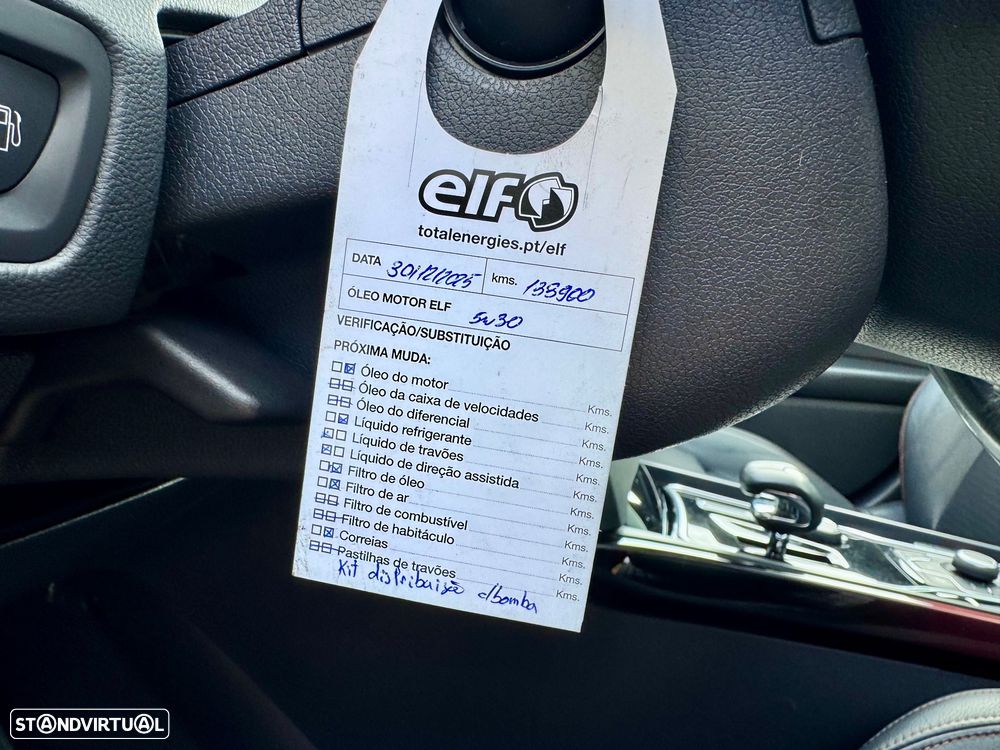 elf
totalenergies.pt/elf
DATA 30/12/2025 kms. 138900
ÓLEO MOTOR ELF 5w30
VERIFICAÇÃO/SUBSTITUIÇÃO
PRÓXIMA MUDA:
Óleo do motor Kms.
Óleo da caixa de velocidades Kms.
Óleo do diferencial Kms.
Líquido refrigerante Kms.
Líquido de travões Kms.
Líquido de direção assistida Kms.
Filtro de óleo Kms.
Filtro de ar Kms.
Filtro de combustível Kms.
Filtro de habitáculo Kms.
Correias Kms.
Pastilhas de travões Kms.
Kit distribuição c/bomba
STANDVIRTUAL